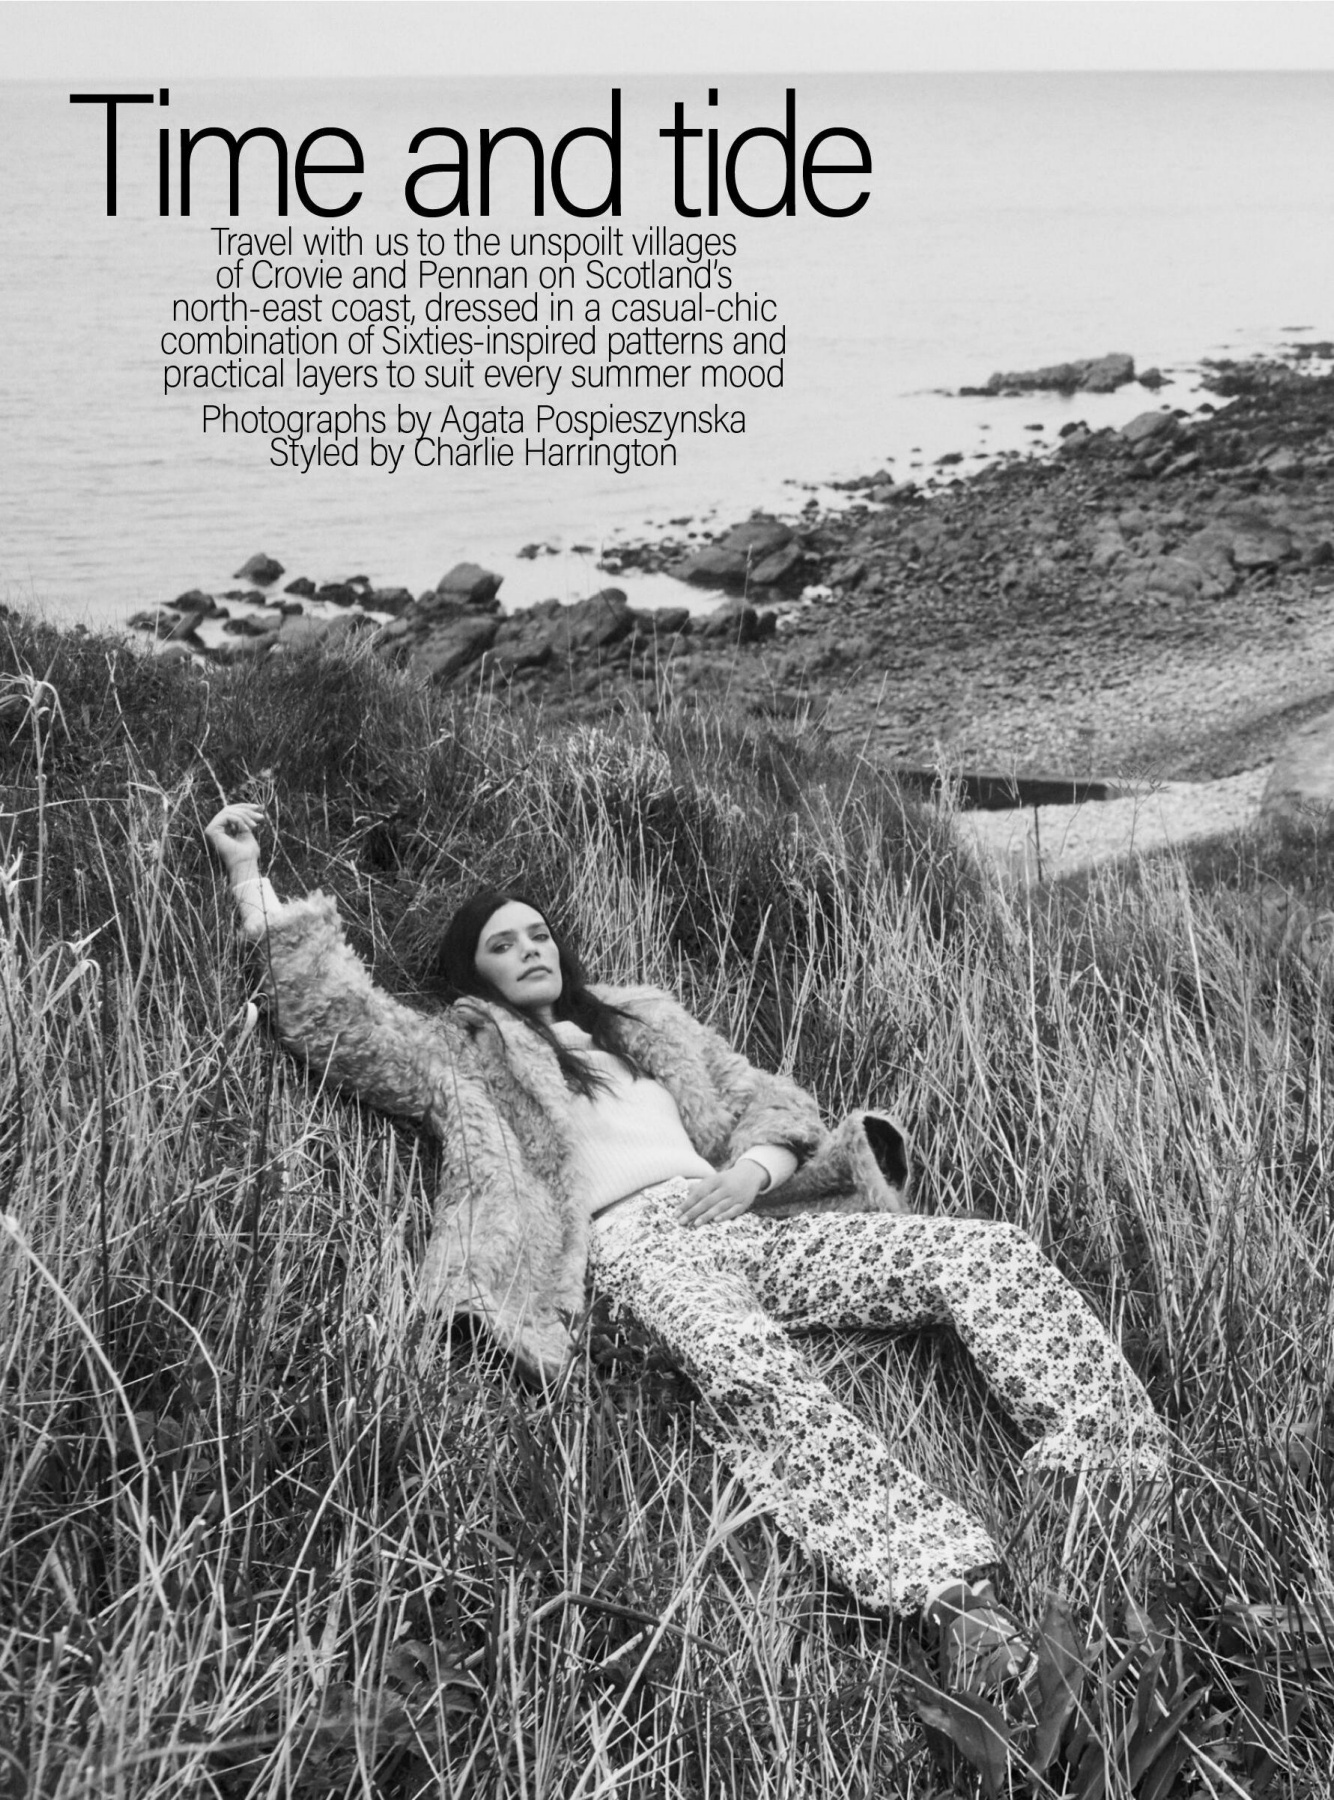 Time and tide
Travel with us to the unspoilt villages
of Crovie and Pennan on Scotland's
north-east coast, dressed in a casual-chic
combination of Sixties-inspired patterns and
practical layers to suit every summer mood
Photographs by Agata Pospieszynska
Styled by Charlie Harrington